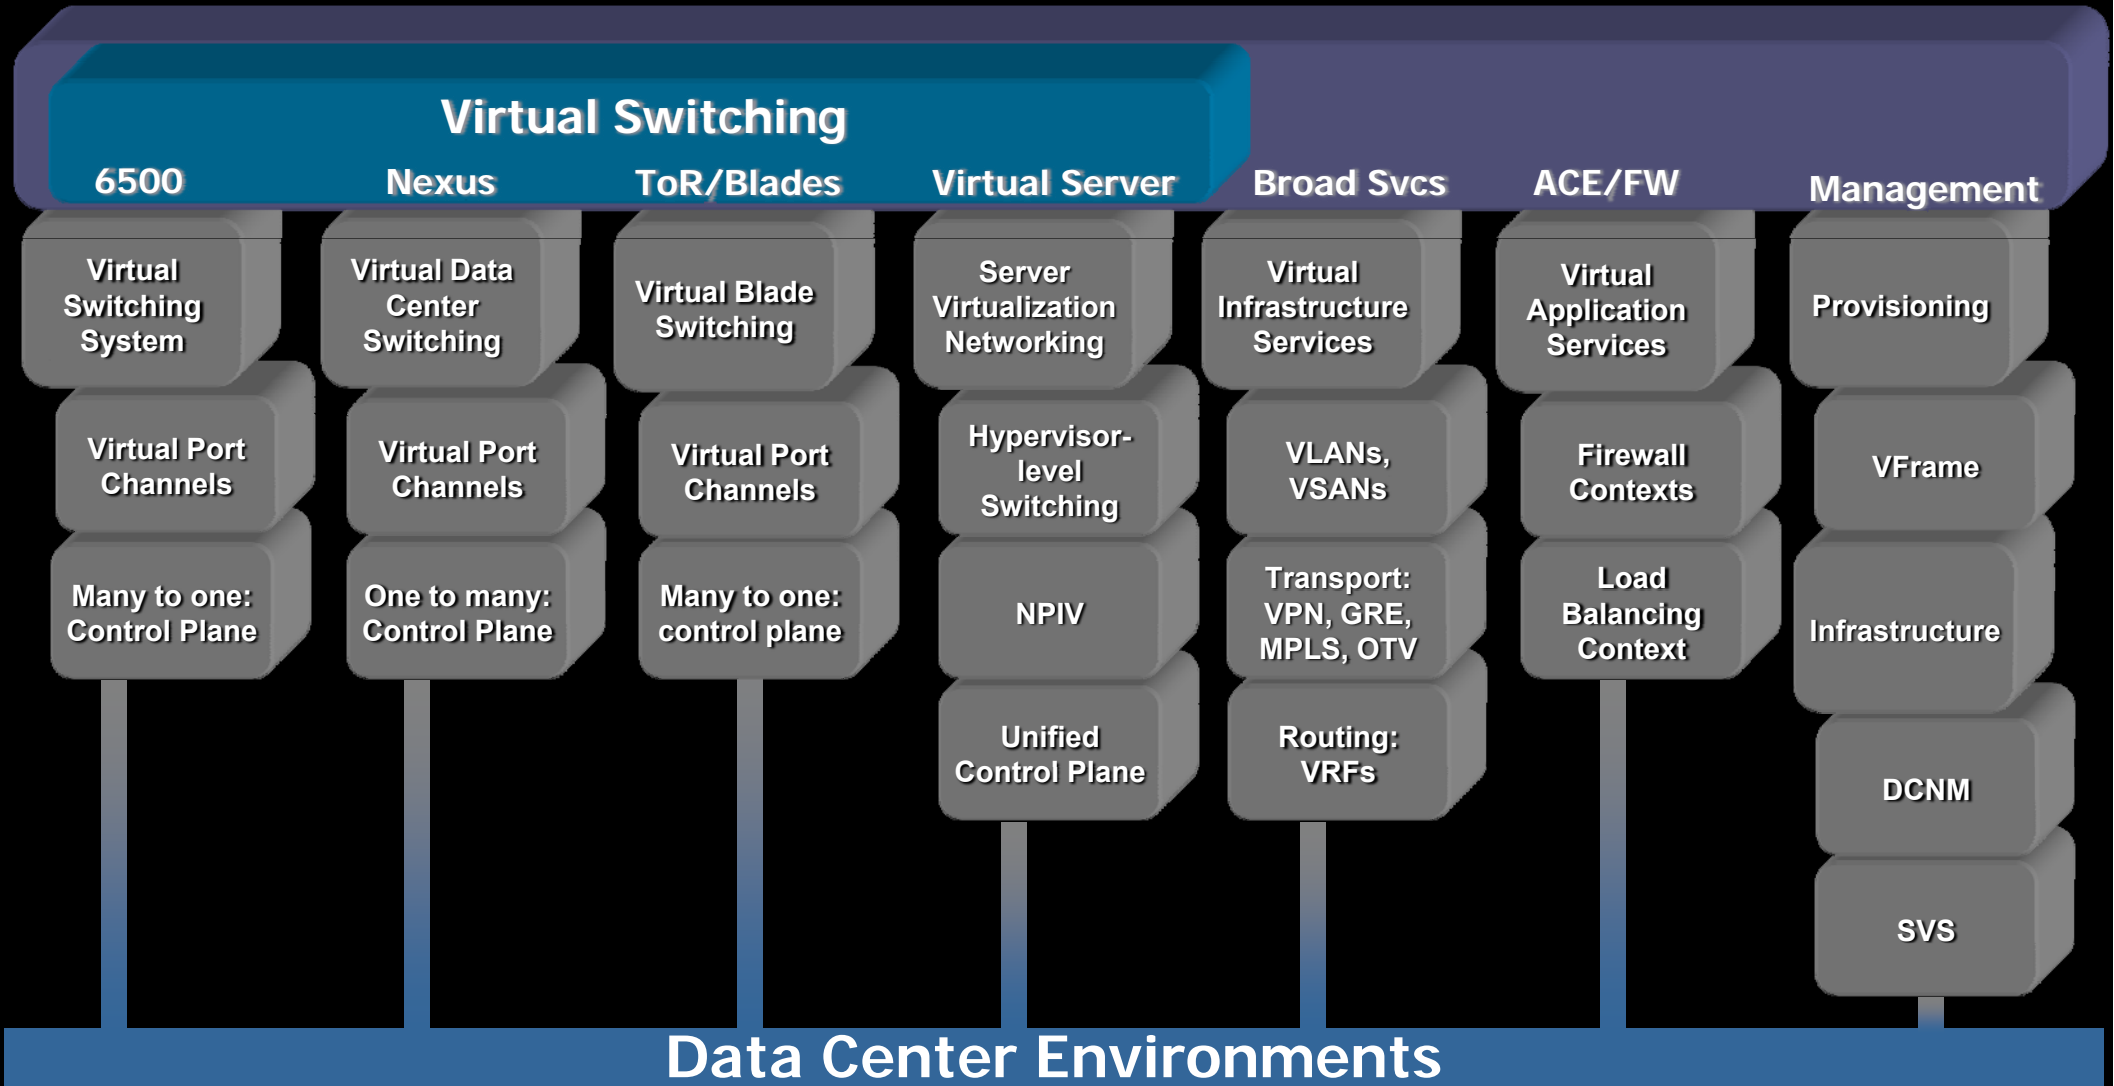 Virtual Switching
6500
Nexus
ToR/Blades
Virtual Server
Broad Svcs
ACE/FW
Management
Virtual
Switching
System
Virtual Port
Channels
Many to one:
Control Plane
Virtual Data
Center
Switching
Virtual Port
Channels
One to many:
Control Plane
Virtual Blade
Switching
Virtual Port
Channels
Many to one:
control plane
Server
Virtualization
Networking
Hypervisor-
level
Switching
NPIV
Unified
Control Plane
Virtual
Infrastructure
Services
VLANs,
VSANs
Transport:
VPN, GRE,
MPLS, OTV
Routing:
VRFs
Virtual
Application
Services
Firewall
Contexts
Load
Balancing
Context
Provisioning
VFrame
Infrastructure
DCNM
SVS
Data Center Environments